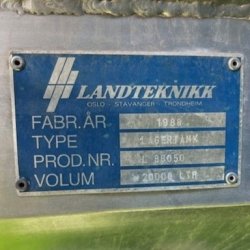 LANDTEKNIKK
OSLO - STAVANGER - TRONDHEIM
FABR.ÅR 1988
TYPE LAGERTANK
PROD.NR. L 88050
VOLUM 20000 LTR